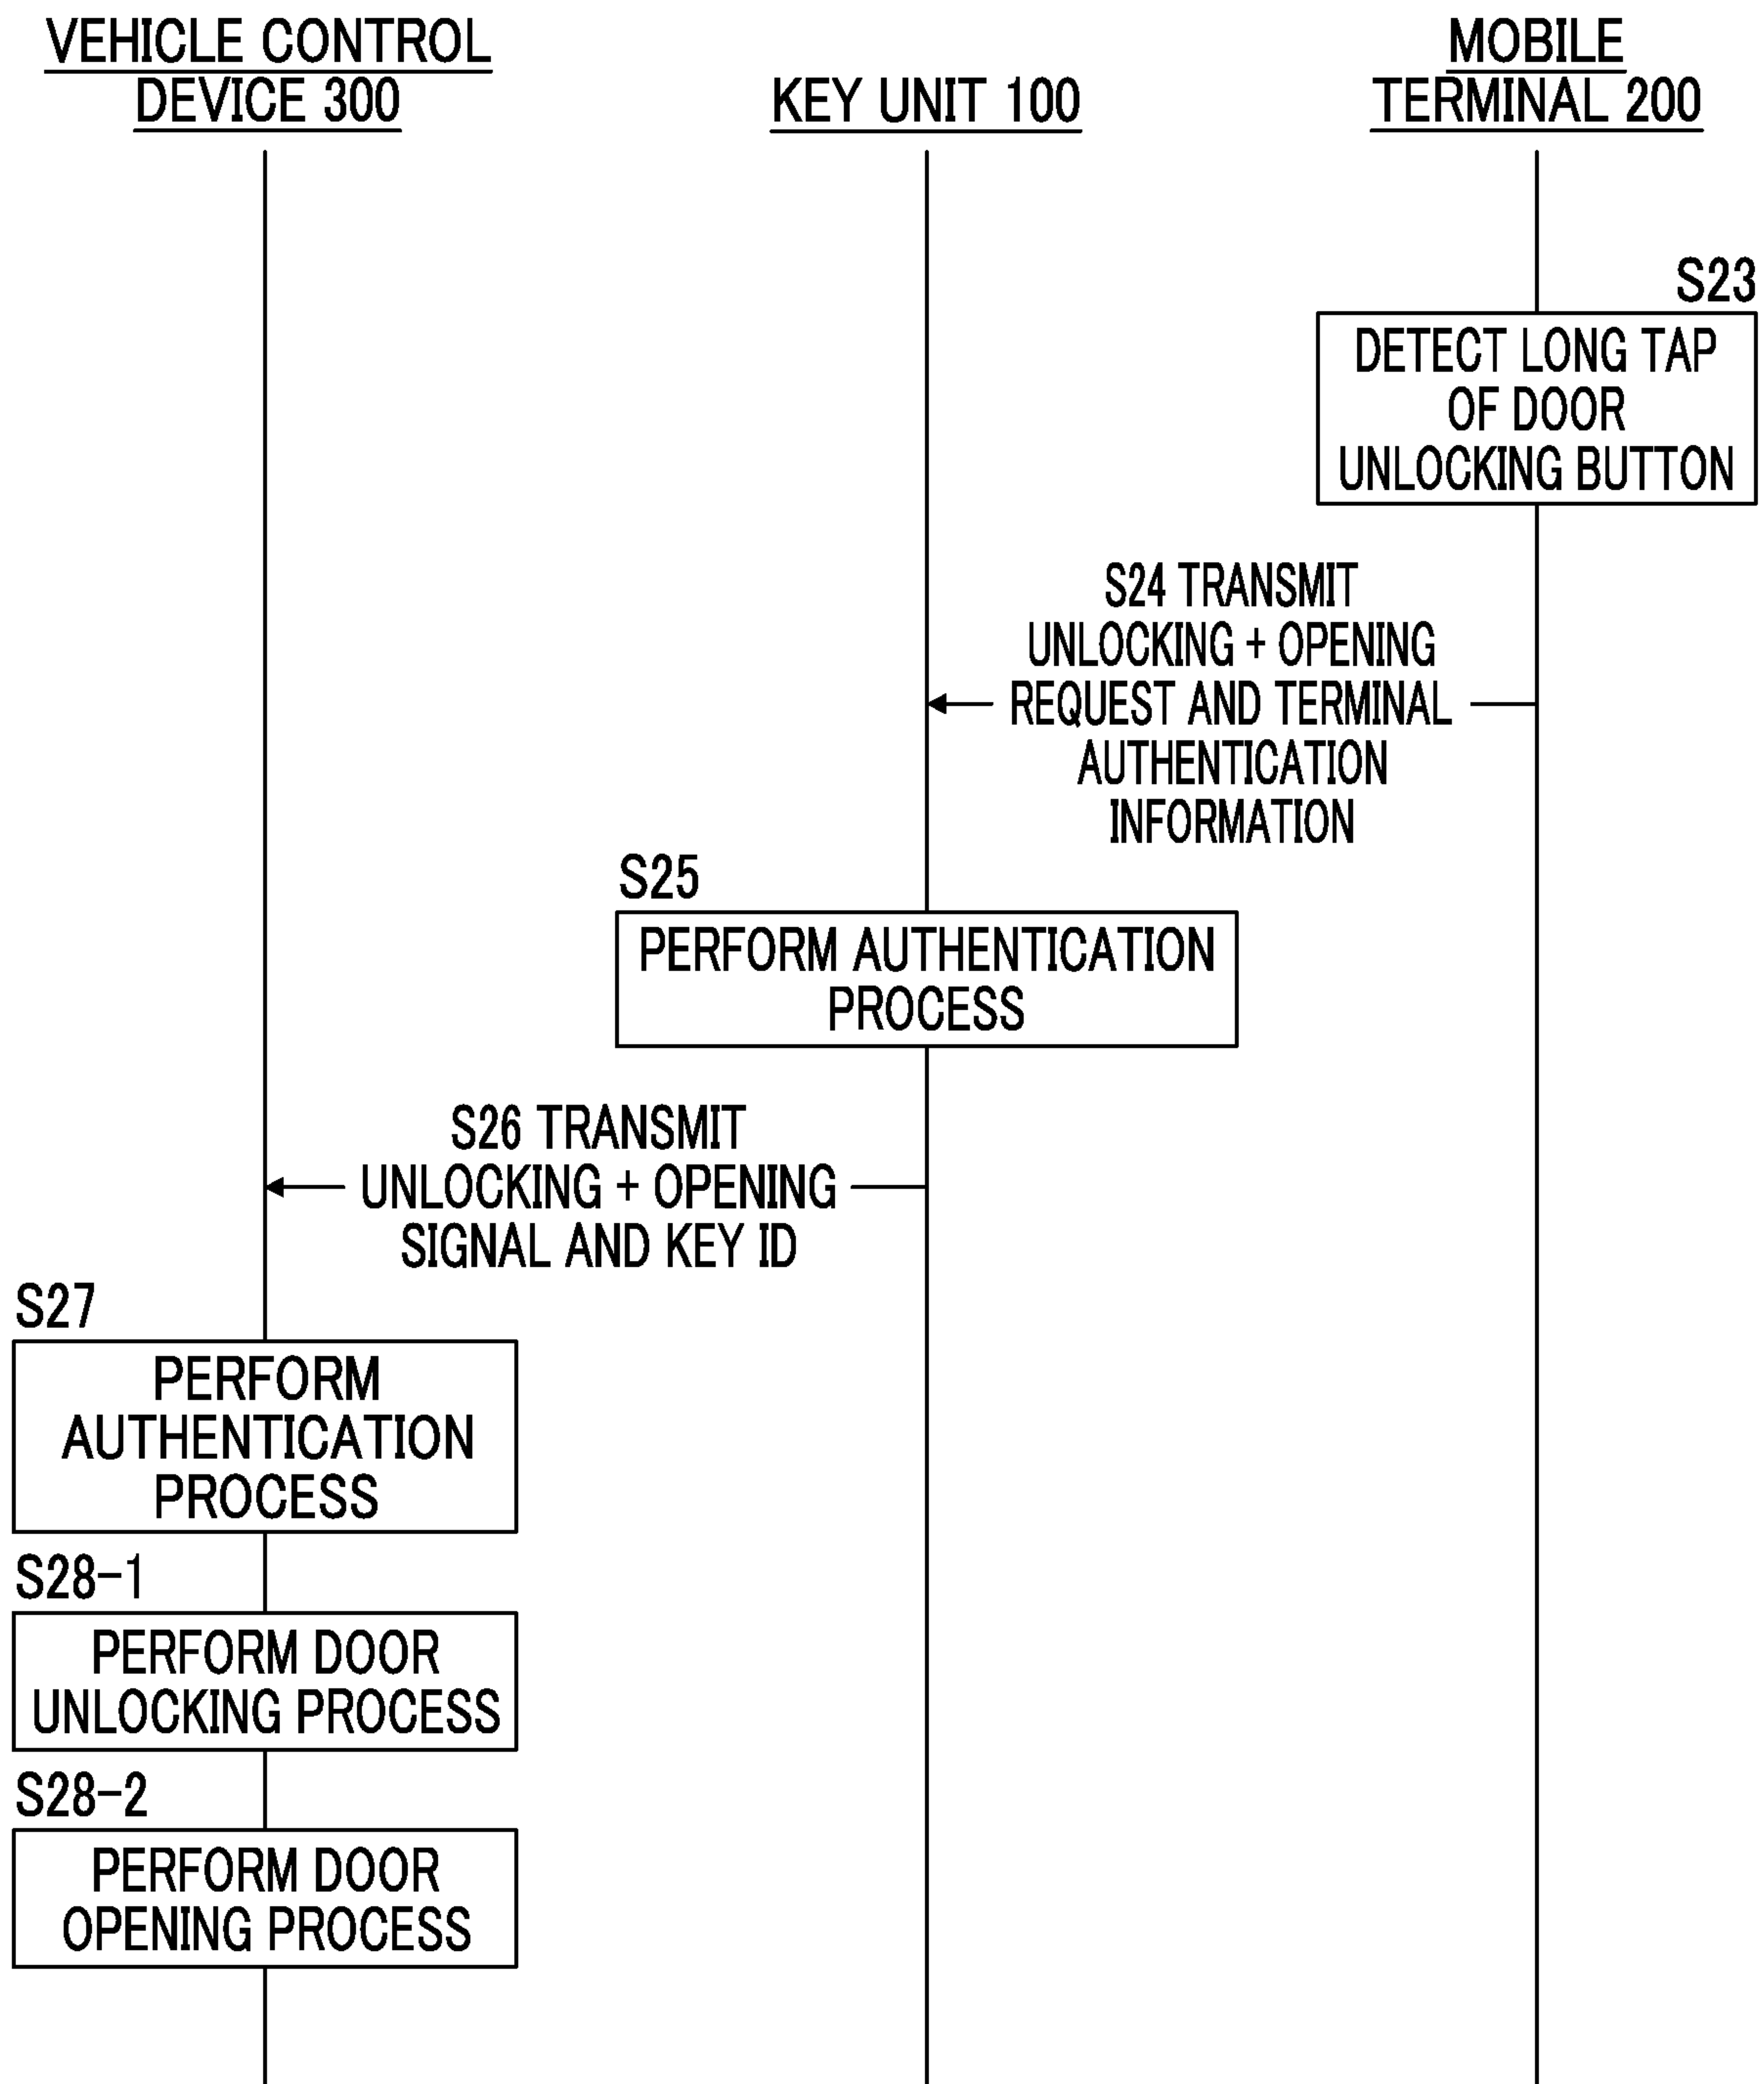 VEHICLE CONTROL
DEVICE 300
KEY UNIT 100
MOBILE
TERMINAL 200
S23
DETECT LONG TAP
OF DOOR
UNLOCKING BUTTON
S24 TRANSMIT
UNLOCKING + OPENING
REQUEST AND TERMINAL
AUTHENTICATION
INFORMATION
S25
PERFORM AUTHENTICATION
PROCESS
S26 TRANSMIT
UNLOCKING + OPENING
SIGNAL AND KEY ID
S27
PERFORM
AUTHENTICATION
PROCESS
S28-1
PERFORM DOOR
UNLOCKING PROCESS
S28-2
PERFORM DOOR
OPENING PROCESS